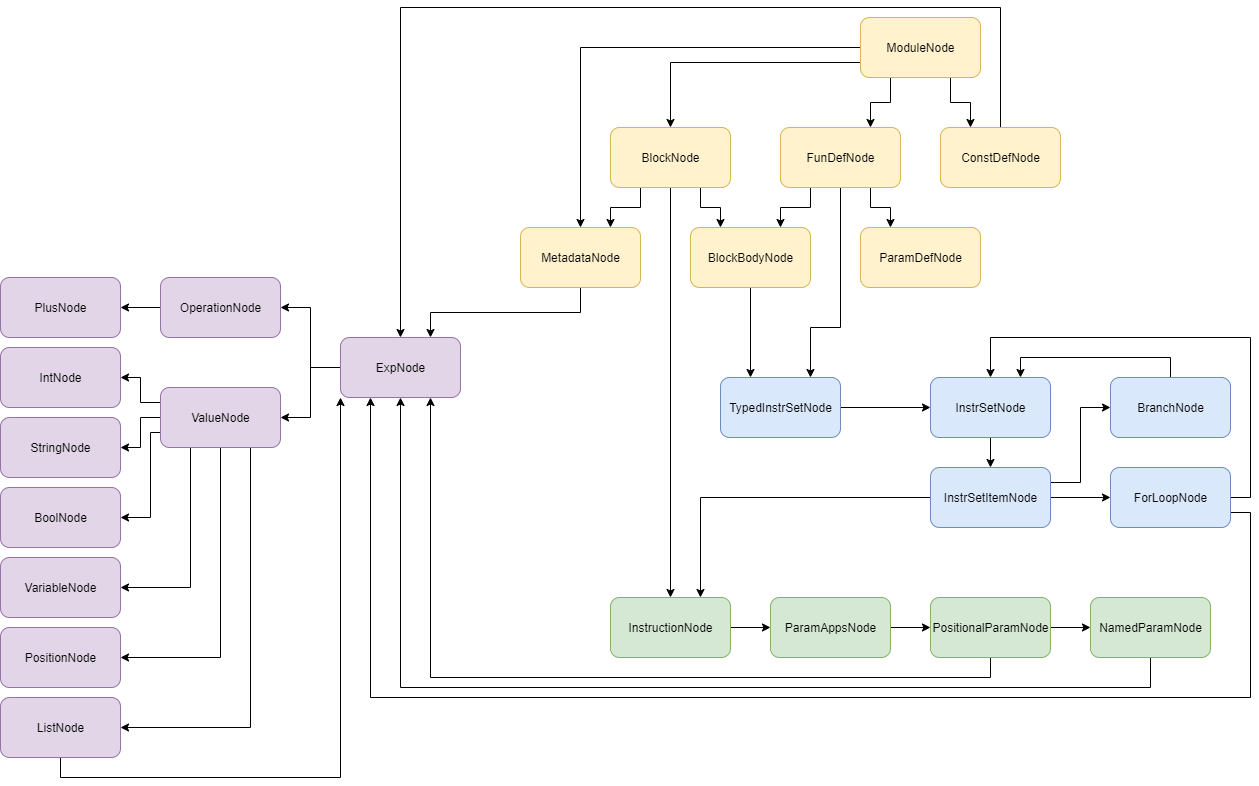 ModuleNode
BlockNode
FunDefNode
ConstDefNode
MetadataNode
BlockBodyNode
ParamDefNode
PlusNode
OperationNode
ExpNode
IntNode
ValueNode
TypedInstrSetNode
InstrSetNode
BranchNode
StringNode
InstrSetItemNode
ForLoopNode
BoolNode
VariableNode
InstructionNode
ParamAppsNode
PositionalParamNode
NamedParamNode
PositionNode
ListNode